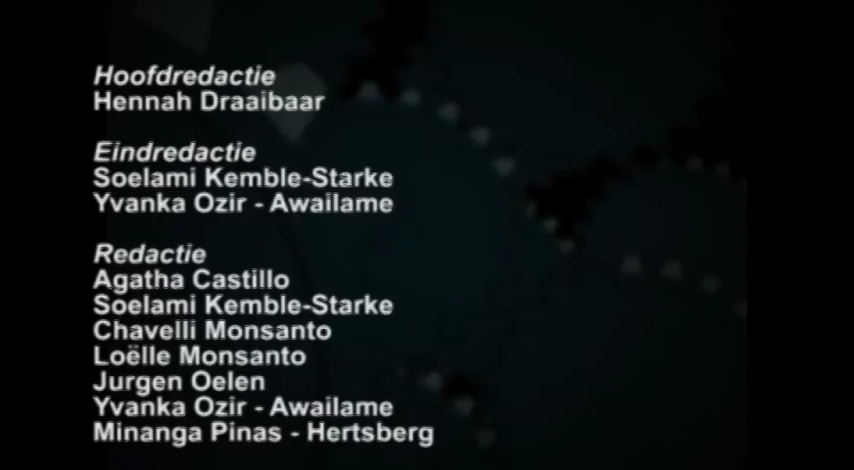 Hoofdredactie
Hennah Draaibaar
Eindredactie
Soelami Kemble-Starke
Yvanka Ozir - Awailame
Redactie
Agatha Castillo
Soelami Kemble-Starke
Chavelli Monsanto
Loëlle Monsanto
Jurgen Oelen
Yvanka Ozir - Awailame
Minanga Pinas - Hertsberg